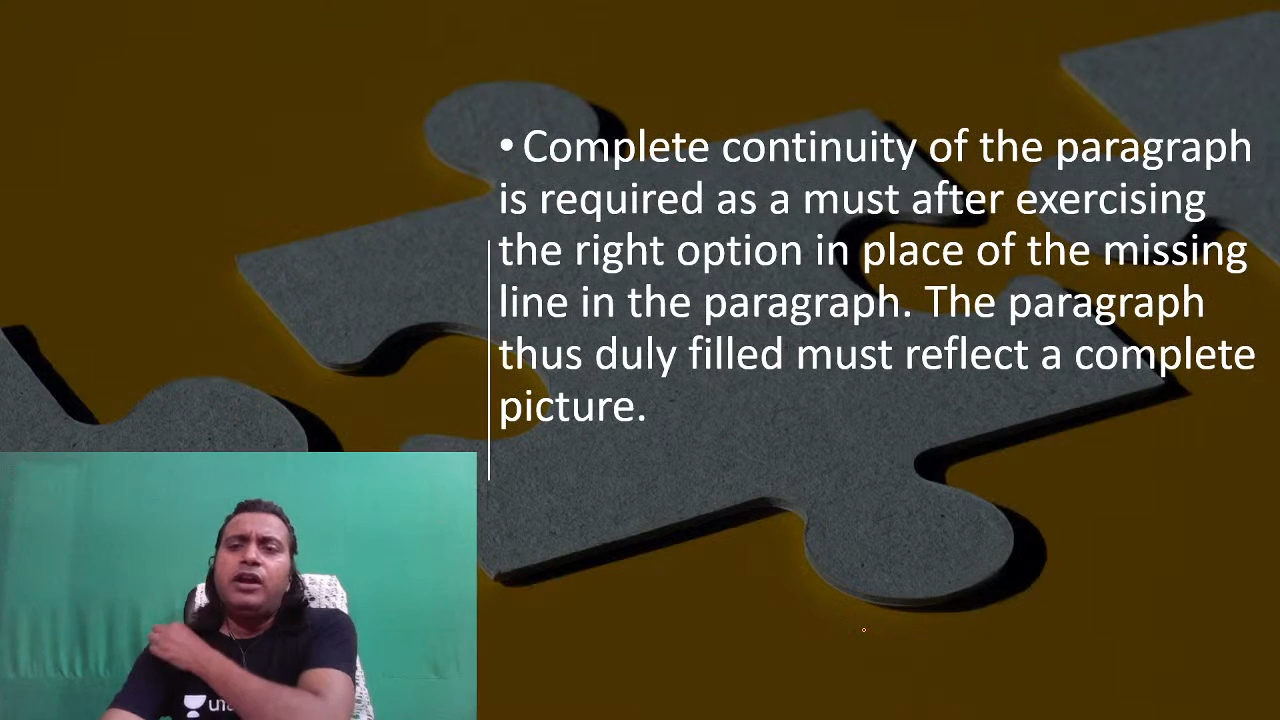 • Complete continuity of the paragraph
is required as a must after exercising
the right option in place of the missing
line in the paragraph. The paragraph
thus duly filled must reflect a complete
picture.